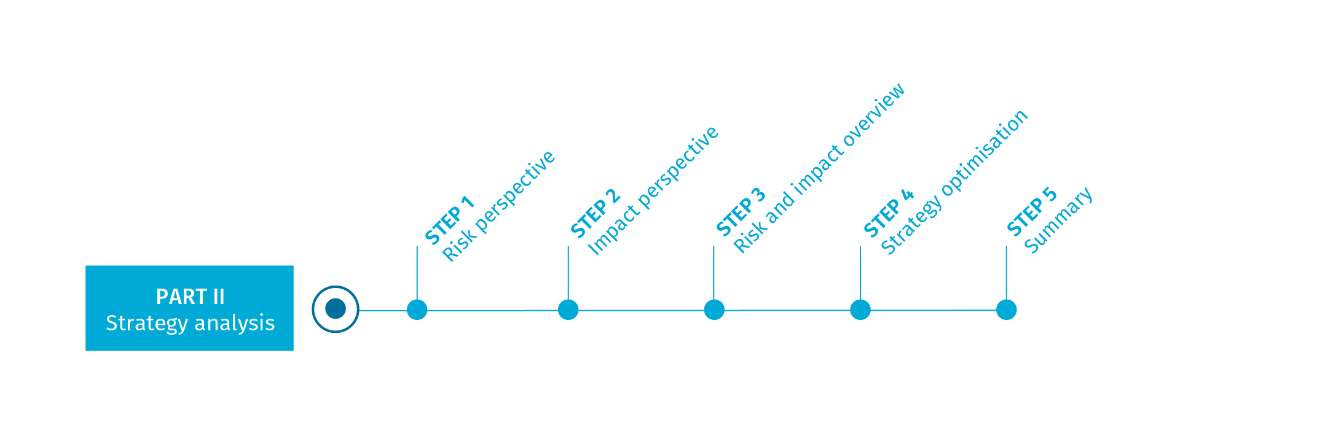 PART II
Strategy analysis
STEP 1
Risk perspective
STEP 2
Impact perspective
STEP 3
Risk and impact overview
STEP 4
Strategy optimisation
STEP 5
Summary